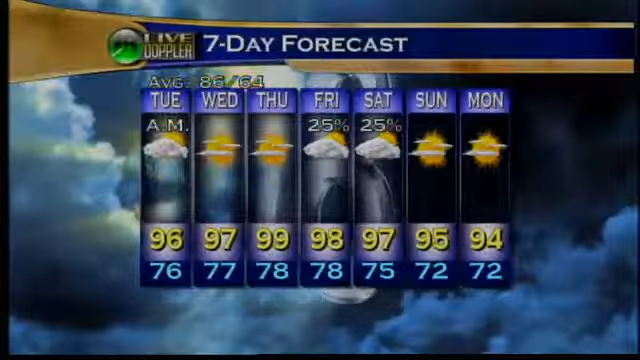 LIVE
DOPPLER
7-DAY FORECAST
AVG: 86/64
TUE WED THU FRI SAT SUN MON
A.M. 25% 25%
96 97 99 98 97 95 94
76 77 78 78 75 72 72